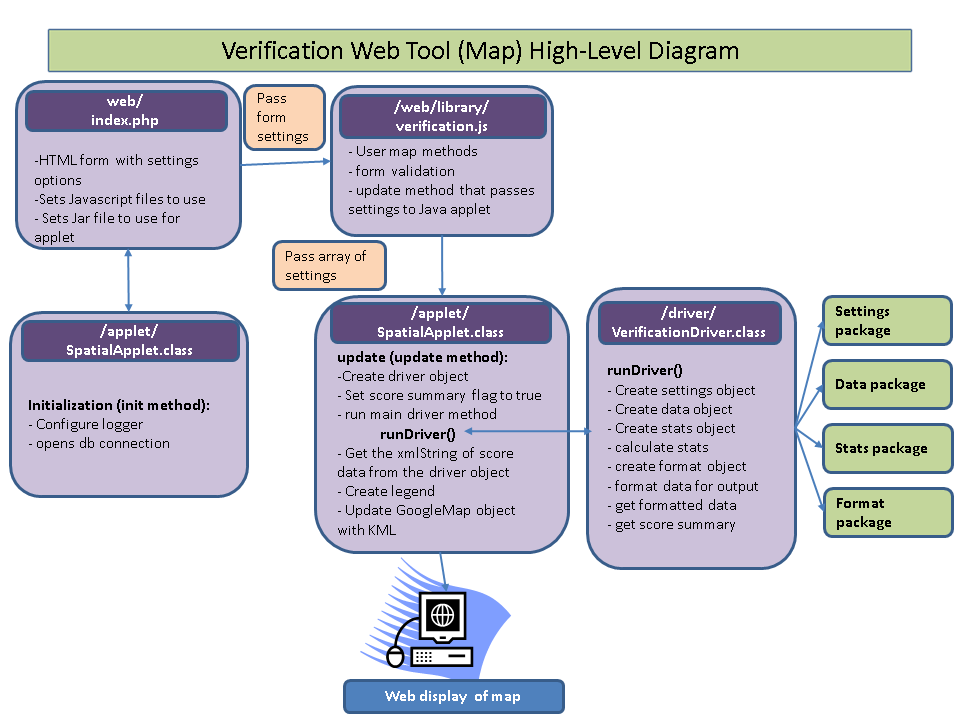 Verification Web Tool (Map) High-Level Diagram
web/
index.php
-HTML form with settings
options
-Sets Javascript files to use
- Sets Jar file to use for
applet
Pass
form
settings
/web/library/
verification.js
- User map methods
- form validation
- update method that passes
settings to Java applet
Pass array of
settings
/applet/
SpatialApplet.class
Initialization (init method):
- Configure logger
- opens db connection
/applet/
SpatialApplet.class
update (update method):
-Create driver object
- Set score summary flag to true
- run main driver method
runDriver()
- Get the xmlString of score
data from the driver object
- Create legend
- Update GoogleMap object
with KML
/driver/
VerificationDriver.class
runDriver()
- Create settings object
- Create data object
- Create stats object
- calculate stats
- create format object
- format data for output
- get formatted data
- get score summary
Settings
package
Data package
Stats package
Format
package
Web display of map